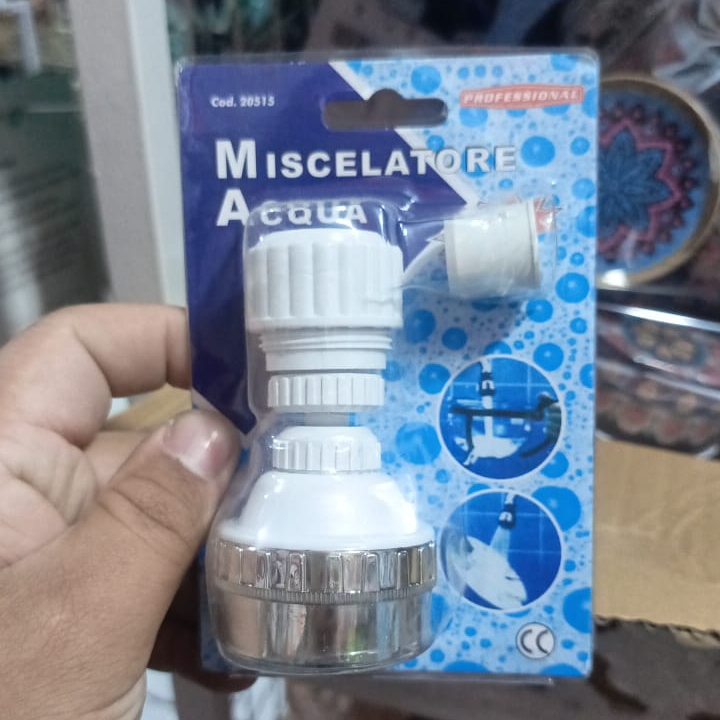 Cod. 20515
PROFESSIONAL
MISCELATORE
ACQUA
CE